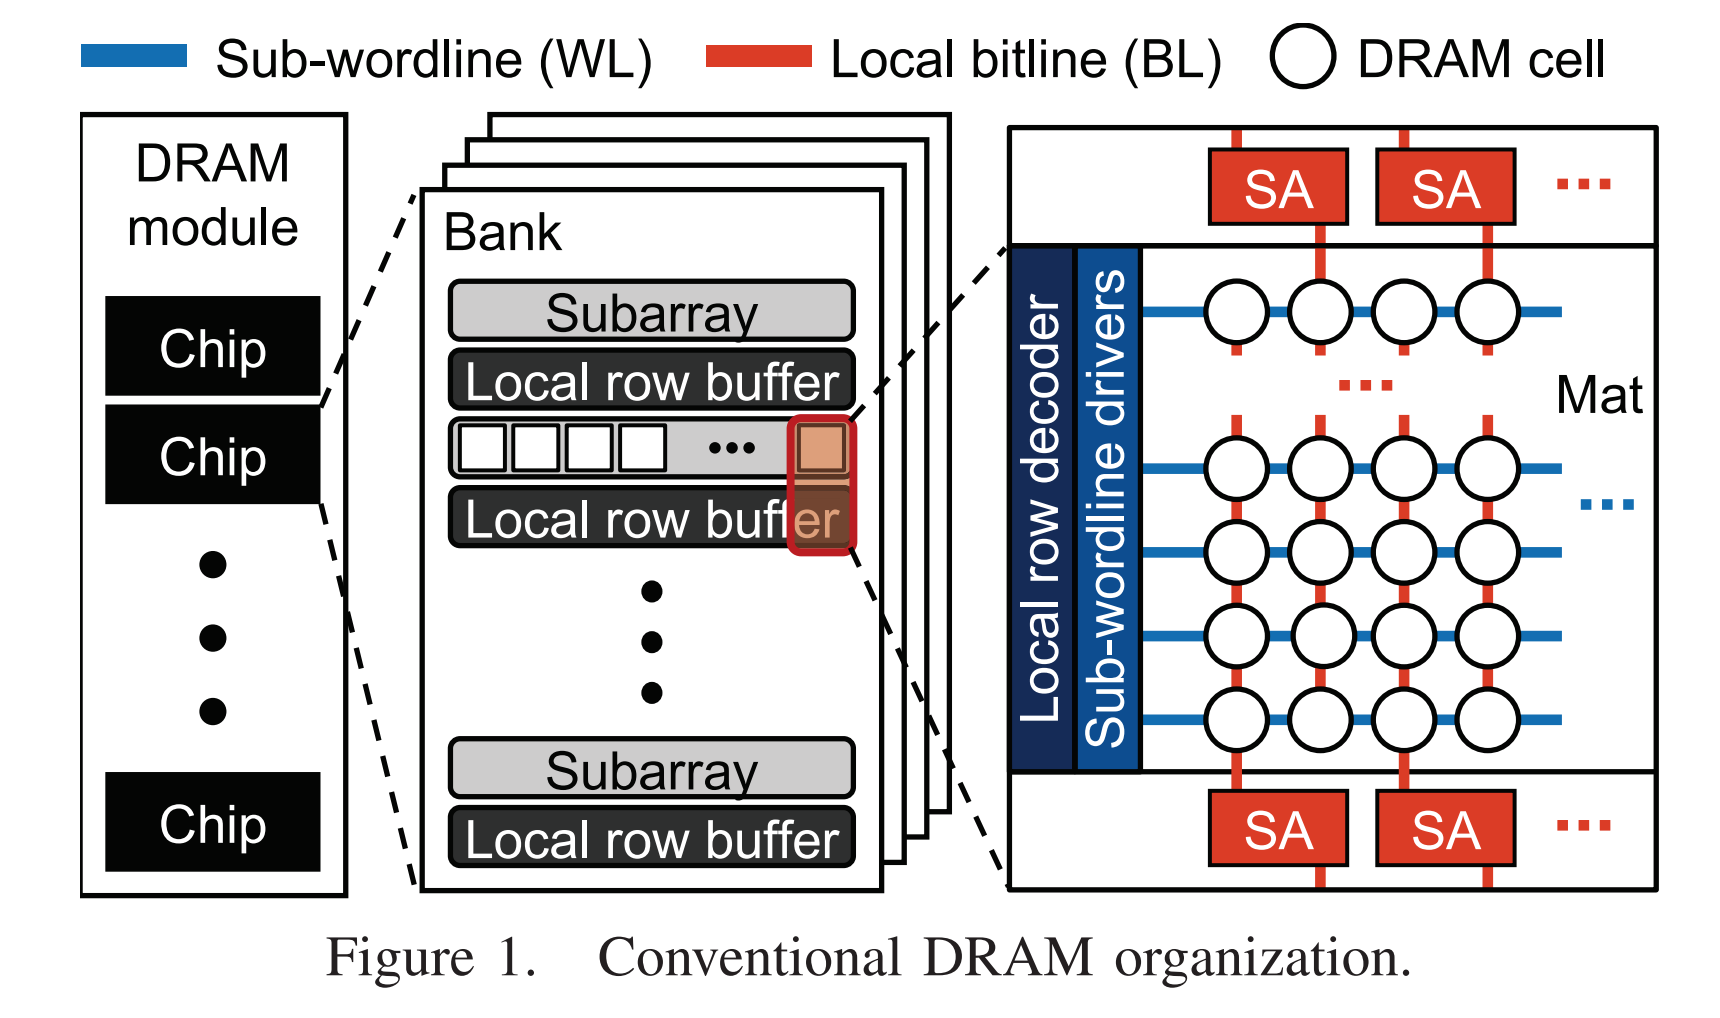 Sub-wordline (WL)
Local bitline (BL)
DRAM cell
DRAM
module
Chip
Chip
Chip
Bank
Subarray
Local row buffer
Local row buffer
Subarray
Local row buffer
SA
SA
Local row decoder
Sub-wordline drivers
Mat
SA
SA
Figure 1. Conventional DRAM organization.